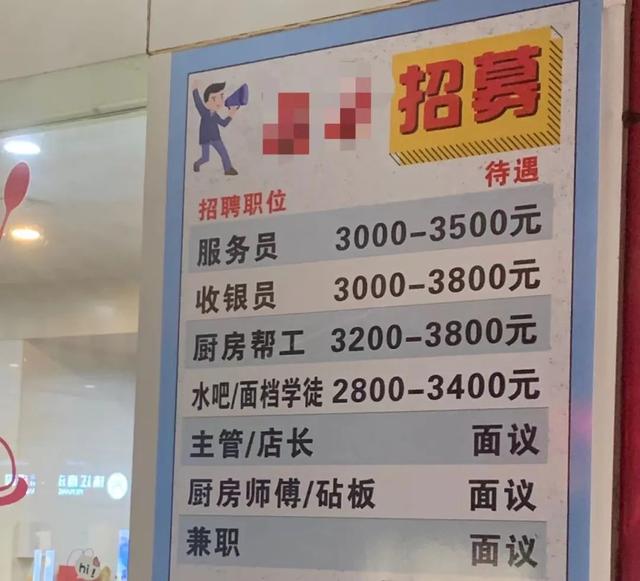 招募
待遇
招聘职位
服务员 3000-3500元
收银员 3000-3800元
厨房帮工 3200-3800元
水吧/面档学徒 2800-3400元
主管/店长 面议
厨房师傅/砧板 面议
兼职 面议
hi!